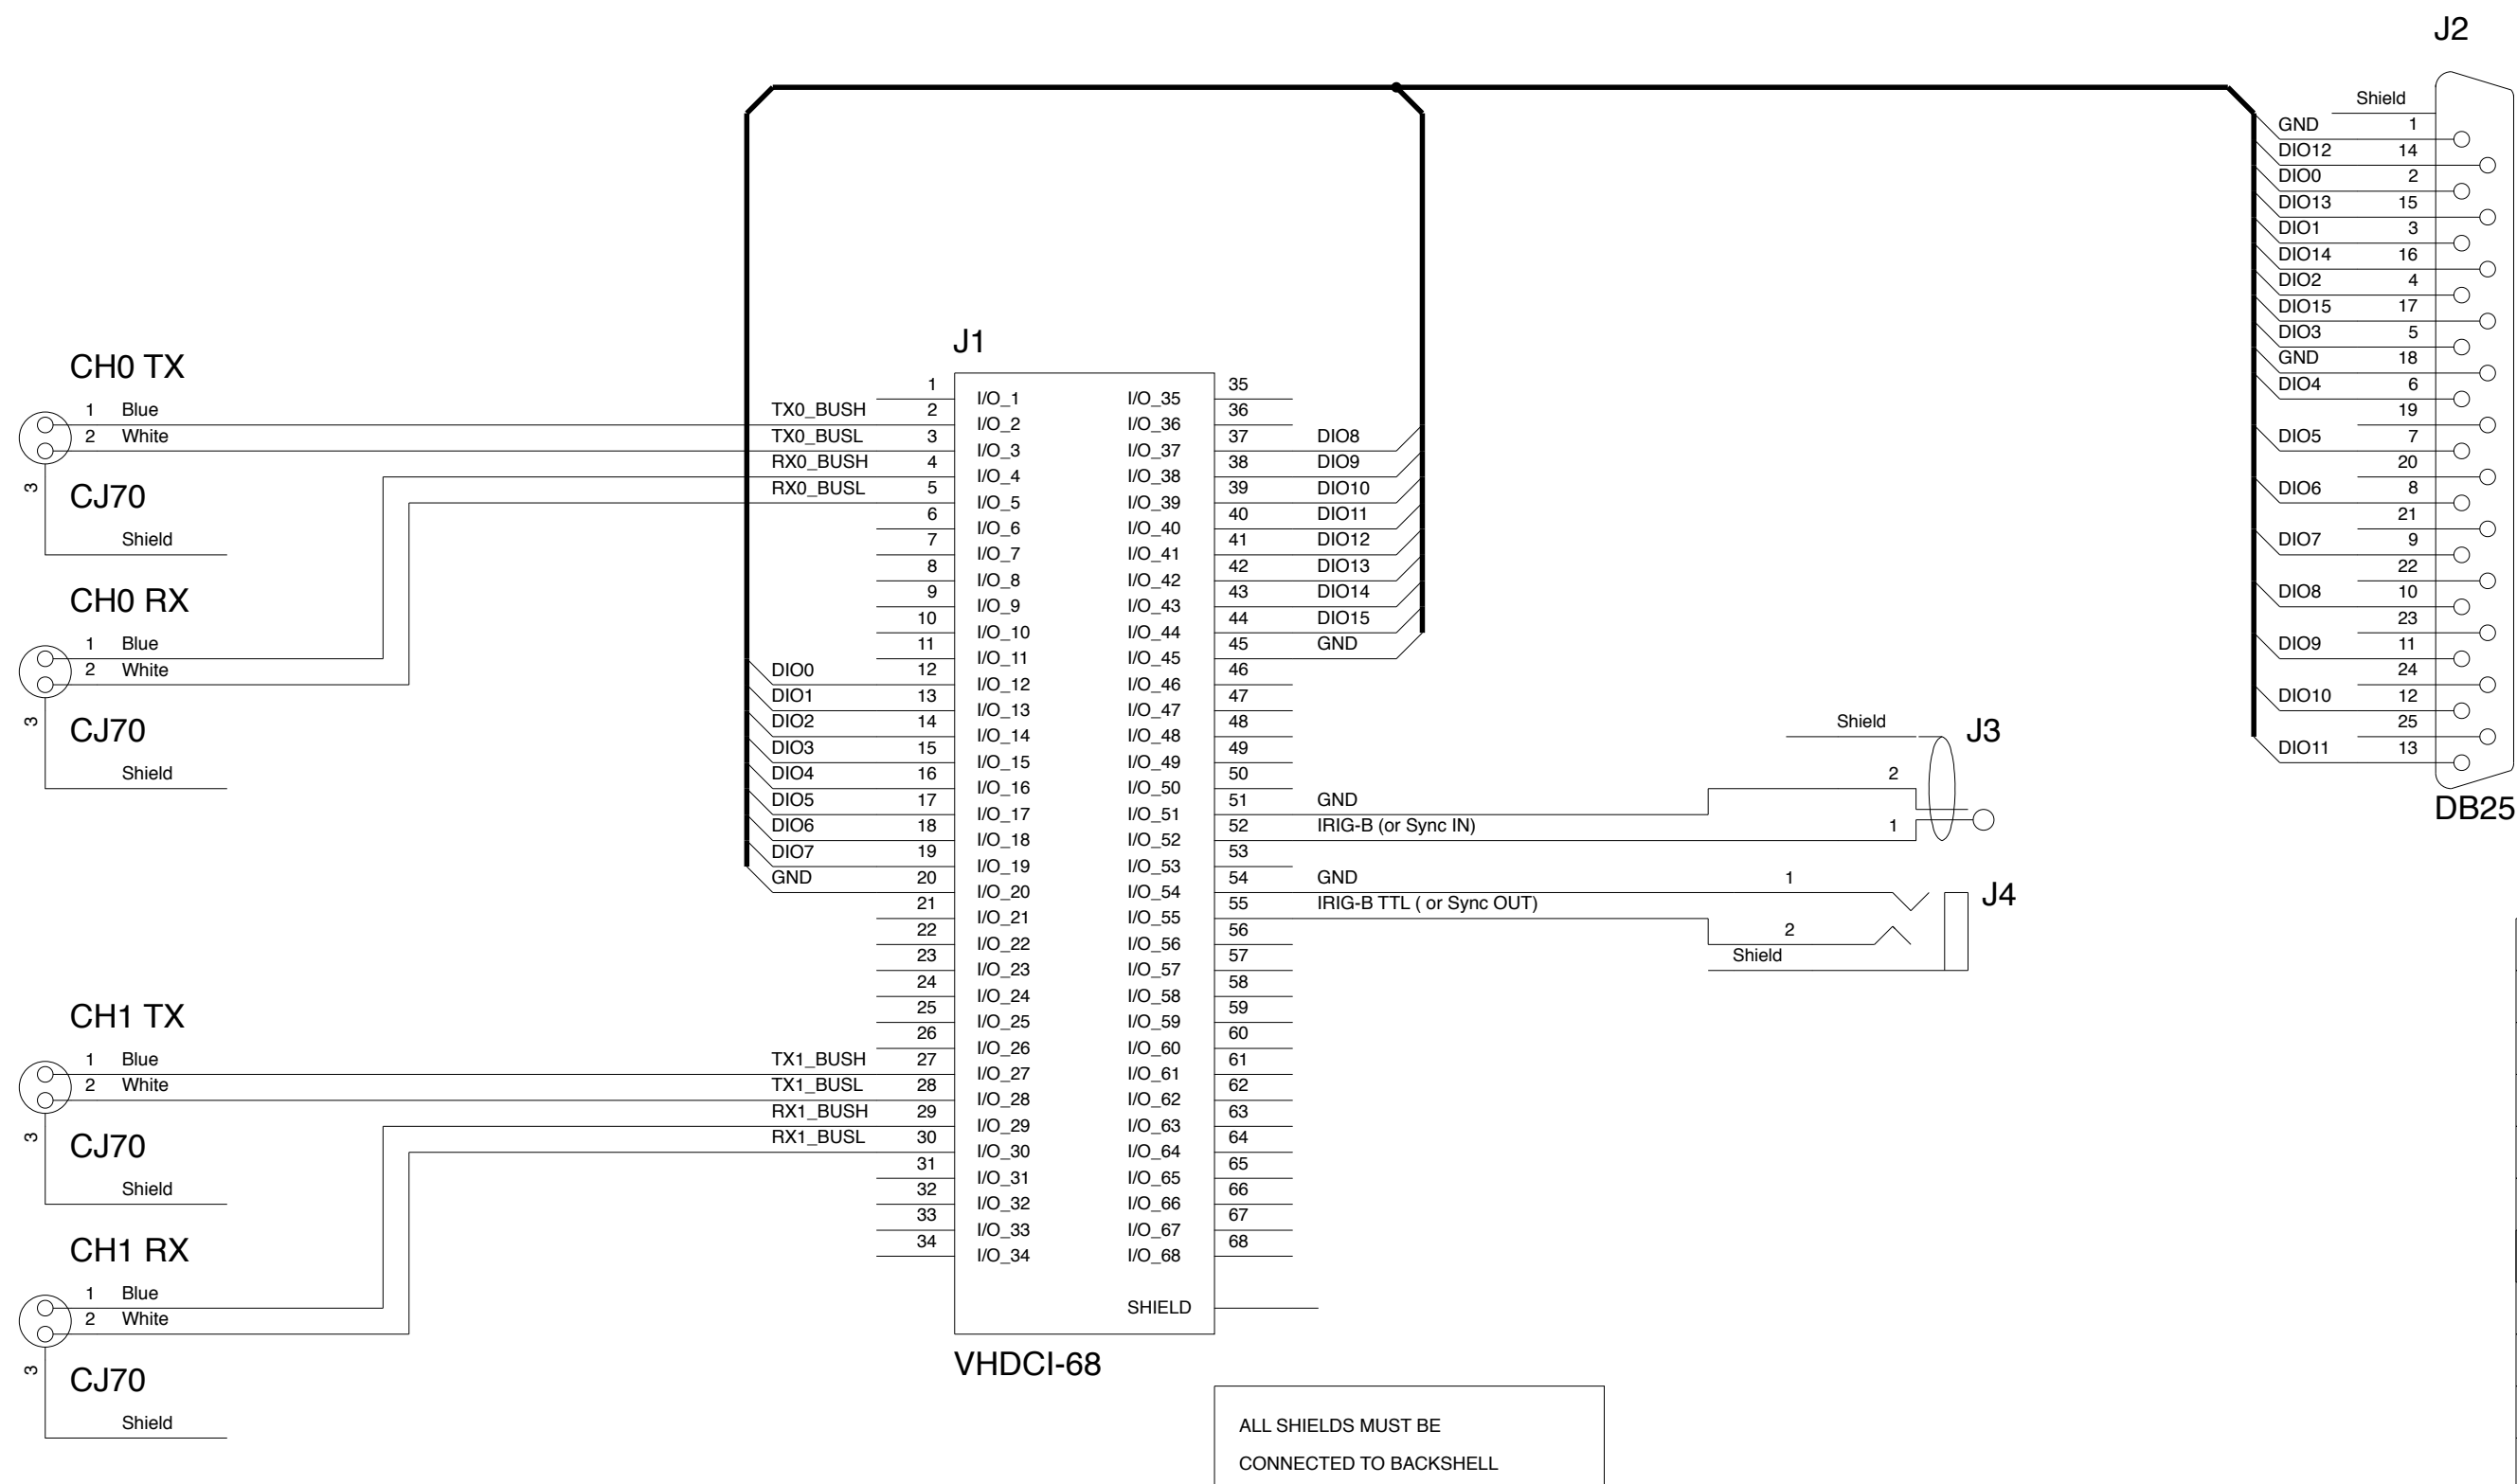 J2
Shield
GND 1
DIO12 14
DIO0 2
DIO13 15
DIO1 3
DIO14 16
DIO2 4
DIO15 17
DIO3 5
GND 18
DIO4 6
19
DIO5 7
20
DIO6 8
21
DIO7 9
22
DIO8 10
23
DIO9 11
24
DIO10 12
25
DIO11 13
DB25
CH0 TX
1 Blue
2 White
3
CJ70
Shield
CH0 RX
1 Blue
2 White
3
CJ70
Shield
CH1 TX
1 Blue
2 White
3
CJ70
Shield
CH1 RX
1 Blue
2 White
3
CJ70
Shield
J1
1 I/O_1 I/O_35 35
TX0_BUSH 2 I/O_2 I/O_36 36
TX0_BUSL 3 I/O_3 I/O_37 37 DIO8
RX0_BUSH 4 I/O_4 I/O_38 38 DIO9
RX0_BUSL 5 I/O_5 I/O_39 39 DIO10
6 I/O_6 I/O_40 40 DIO11
7 I/O_7 I/O_41 41 DIO12
8 I/O_8 I/O_42 42 DIO13
9 I/O_9 I/O_43 43 DIO14
10 I/O_10 I/O_44 44 DIO15
11 I/O_11 I/O_45 45 GND
DIO0 12 I/O_12 I/O_46 46
DIO1 13 I/O_13 I/O_47 47
DIO2 14 I/O_14 I/O_48 48
DIO3 15 I/O_15 I/O_49 49
DIO4 16 I/O_16 I/O_50 50
DIO5 17 I/O_17 I/O_51 51 GND
DIO6 18 I/O_18 I/O_52 52 IRIG-B (or Sync IN)
DIO7 19 I/O_19 I/O_53 53
GND 20 I/O_20 I/O_54 54 GND
21 I/O_21 I/O_55 55 IRIG-B TTL ( or Sync OUT)
22 I/O_22 I/O_56 56
23 I/O_23 I/O_57 57
24 I/O_24 I/O_58 58
25 I/O_25 I/O_59 59
26 I/O_26 I/O_60 60
TX1_BUSH 27 I/O_27 I/O_61 61
TX1_BUSL 28 I/O_28 I/O_62 62
RX1_BUSH 29 I/O_29 I/O_63 63
RX1_BUSL 30 I/O_30 I/O_64 64
31 I/O_31 I/O_65 65
32 I/O_32 I/O_66 66
33 I/O_33 I/O_67 67
34 I/O_34 I/O_68 68
SHIELD
VHDCI-68
Shield J3
2
1
1 J4
2
Shield
ALL SHIELDS MUST BE
CONNECTED TO BACKSHELL